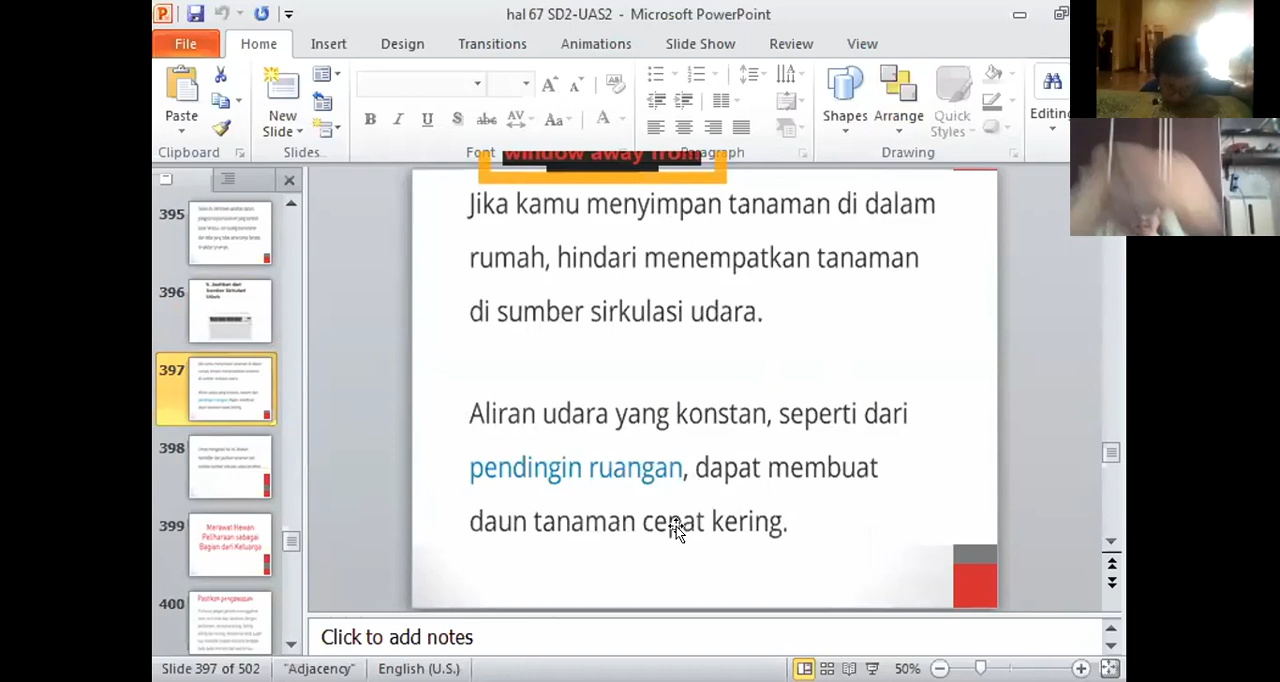 hal 67 SD2-UAS2 - Microsoft PowerPoint
File Home Insert Design Transitions Animations Slide Show Review View
Paste
New Slide
Shapes Arrange Quick Styles
Editing
Clipboard Slides Font Paragraph Drawing
window away from
Jika kamu menyimpan tanaman di dalam
rumah, hindari menempatkan tanaman
di sumber sirkulasi udara.
Aliran udara yang konstan, seperti dari
pendingin ruangan, dapat membuat
daun tanaman cepat kering.
395
396
397
398
399
Merawat Hewan
Peliharaan sebagai
Bagian dari Keluarga
400
Click to add notes
Slide 397 of 502 "Adjacency" English (U.S.) 50%